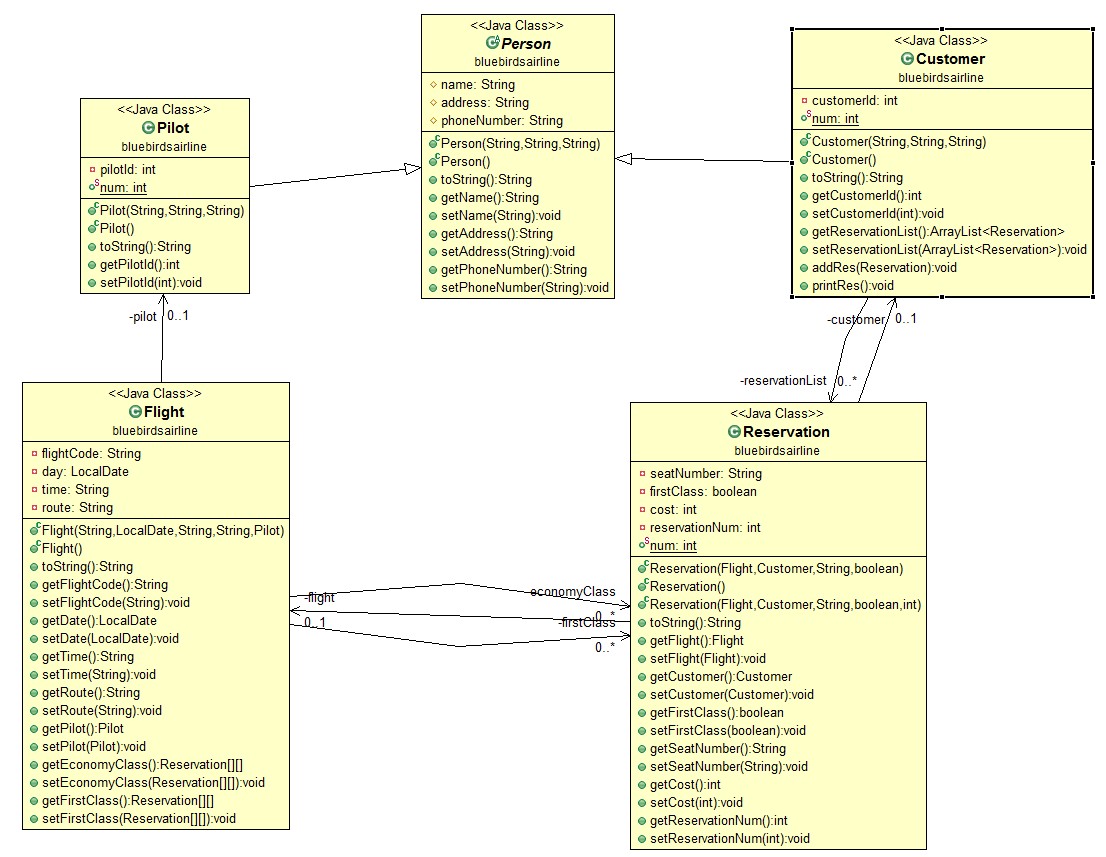 <<Java Class>>
Person
bluebirdsairline
name: String
address: String
phoneNumber: String
Person(String,String,String)
Person()
toString():String
getName():String
setName(String):void
getAddress():String
setAddress(String):void
getPhoneNumber():String
setPhoneNumber(String):void
<<Java Class>>
Customer
bluebirdsairline
customerId: int
num: int
Customer(String,String,String)
Customer()
toString():String
getCustomerId():int
setCustomerId(int):void
getReservationList():ArrayList<Reservation>
setReservationList(ArrayList<Reservation>):void
addRes(Reservation):void
printRes():void
<<Java Class>>
Pilot
bluebirdsairline
pilotId: int
num: int
Pilot(String,String,String)
Pilot()
toString():String
getPilotId():int
setPilotId(int):void
-pilot 0..1
-customer 0..1
-reservationList 0..*
<<Java Class>>
Flight
bluebirdsairline
flightCode: String
day: LocalDate
time: String
route: String
Flight(String,LocalDate,String,String,Pilot)
Flight()
toString():String
getFlightCode():String
setFlightCode(String):void
getDate():LocalDate
setDate(LocalDate):void
getTime():String
setTime(String):void
getRoute():String
setRoute(String):void
getPilot():Pilot
setPilot(Pilot):void
getEconomyClass():Reservation[][]
setEconomyClass(Reservation[][]):void
getFirstClass():Reservation[][]
setFirstClass(Reservation[][]):void
-flight
0..1
economyClass
0..*
-firstClass
0..*
<<Java Class>>
Reservation
bluebirdsairline
seatNumber: String
firstClass: boolean
cost: int
reservationNum: int
num: int
Reservation(Flight,Customer,String,boolean)
Reservation()
Reservation(Flight,Customer,String,boolean,int)
toString():String
getFlight():Flight
setFlight(Flight):void
getCustomer():Customer
setCustomer(Customer):void
getFirstClass():boolean
setFirstClass(boolean):void
getSeatNumber():String
setSeatNumber(String):void
getCost():int
setCost(int):void
getReservationNum():int
setReservationNum(int):void